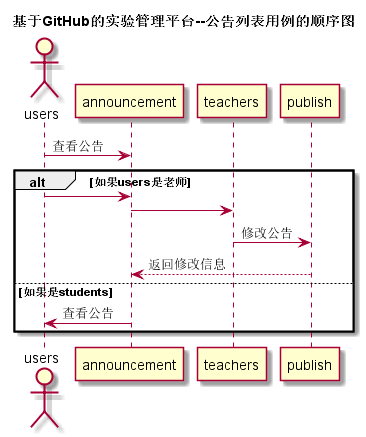 基于GitHub的实验管理平台--公告列表用例的顺序图
users
announcement
teachers
publish
查看公告
alt
[如果users是老师]
修改公告
返回修改信息
[如果是students]
查看公告
users
announcement
teachers
publish